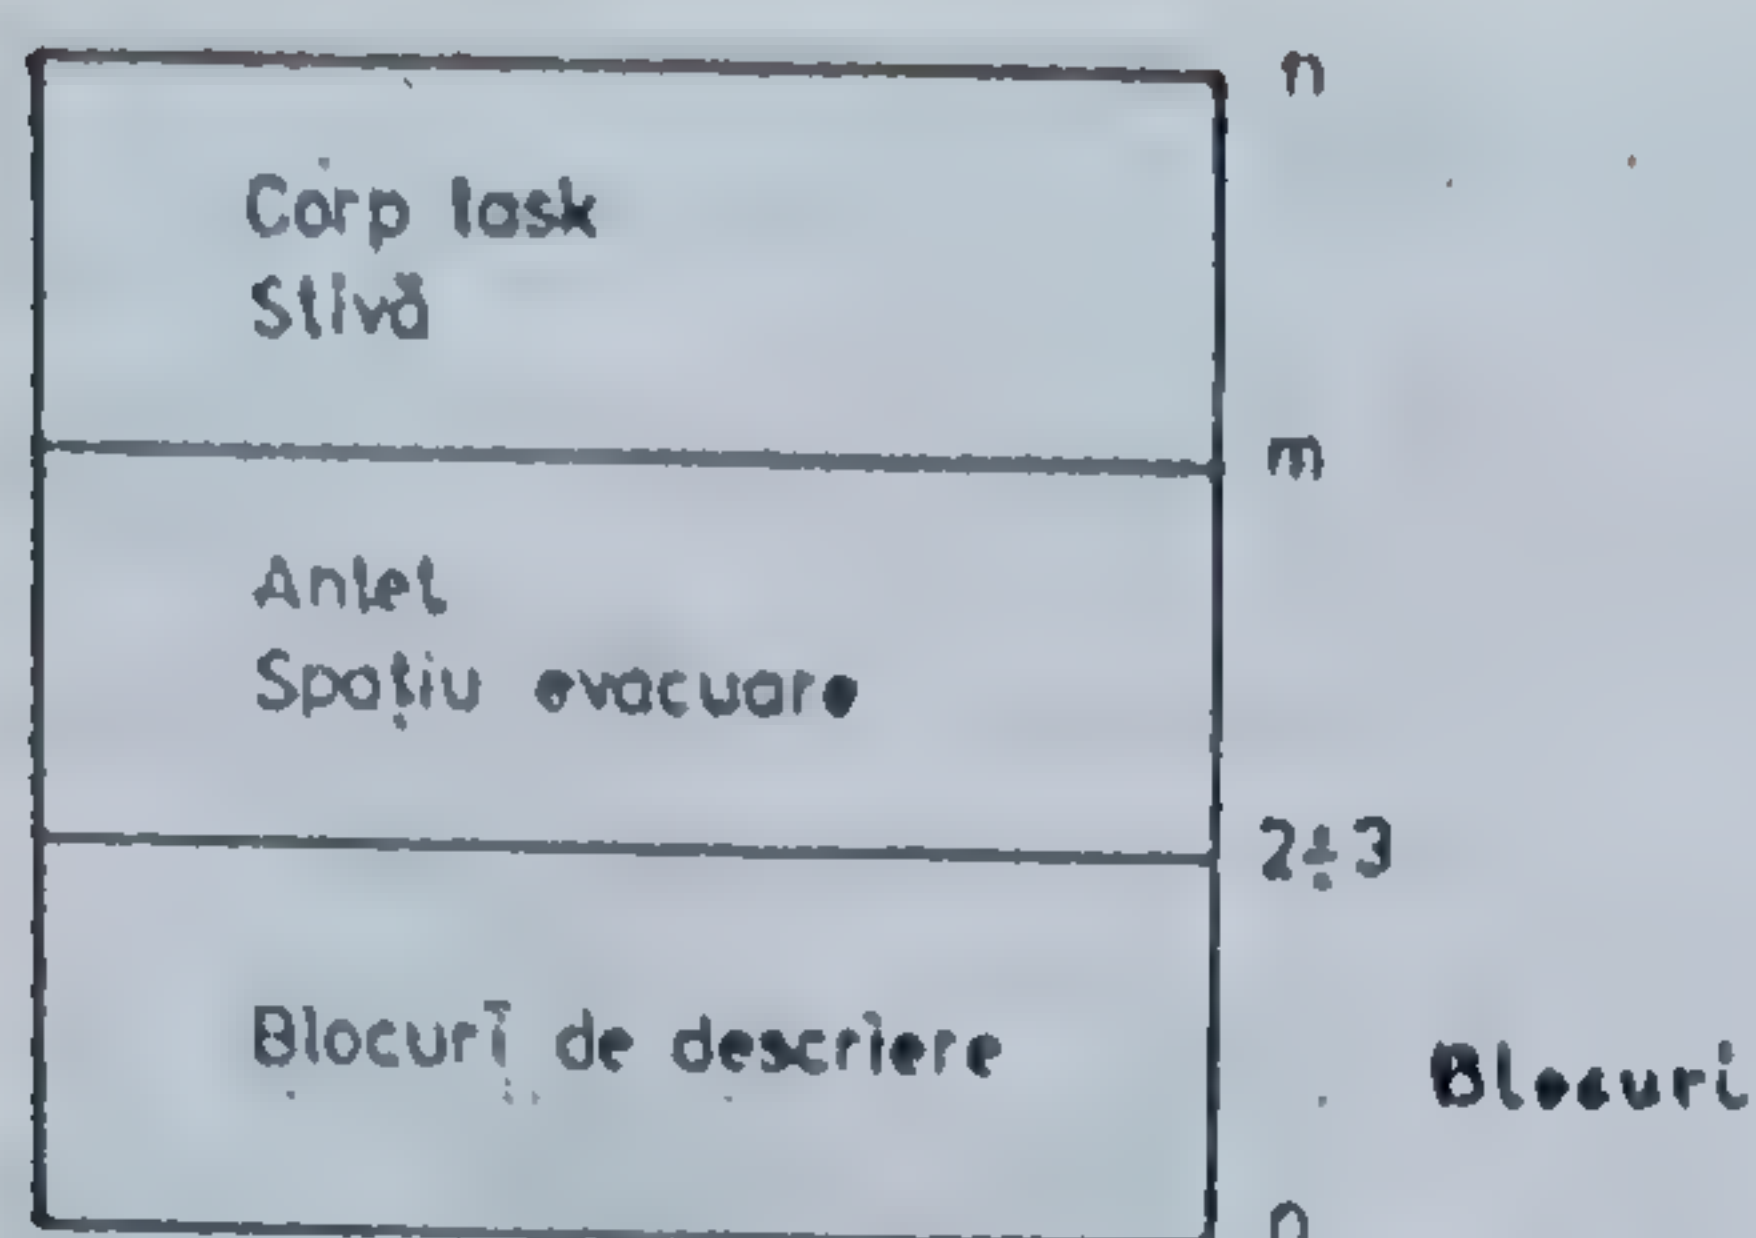 n
Corp task
Stivă
m
Antet
Spațiu evacuare
2÷3
Blocuri de descriere
Blocuri
0